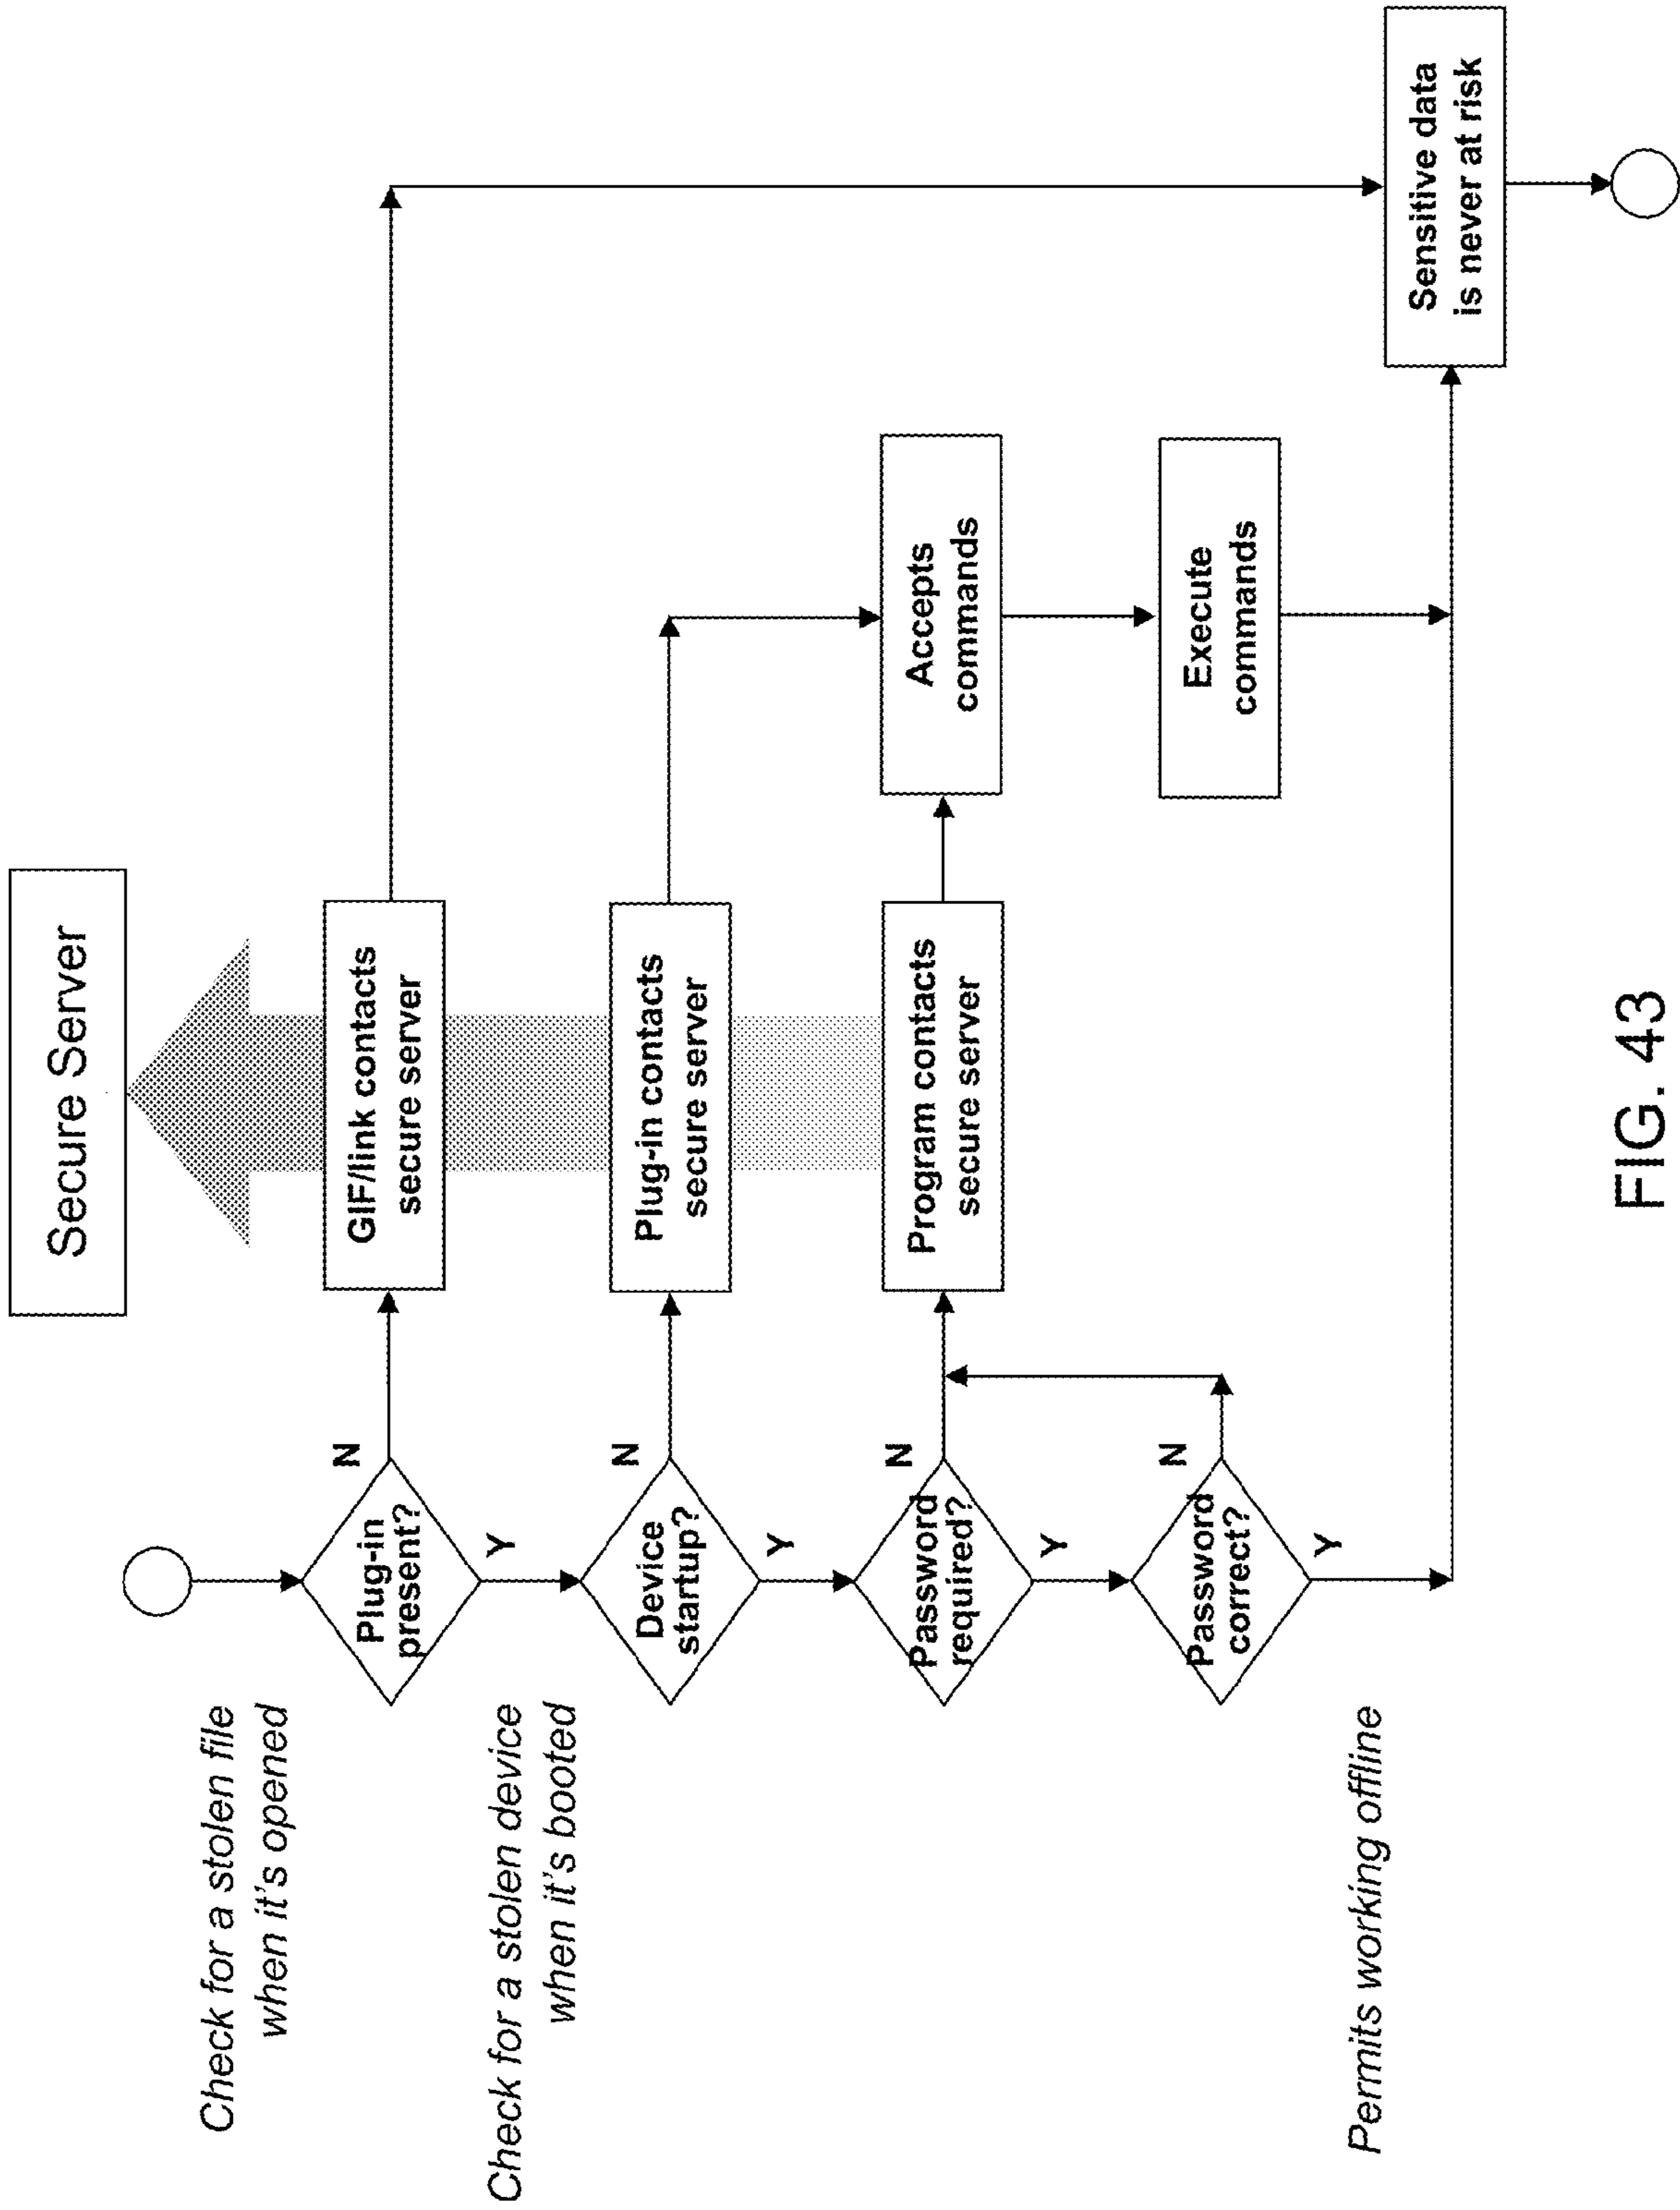 Secure Server
Check for a stolen file
when it's opened
Plug-in
present?
N
Y
GIF/link contacts
secure server
Check for a stolen device
when it's booted
Device
startup?
N
Y
Plug-in contacts
secure server
Password
required?
N
Y
Program contacts
secure server
Accepts
commands
Password
correct?
N
Y
Execute
commands
Permits working offline
Sensitive data
is never at risk
FIG. 43